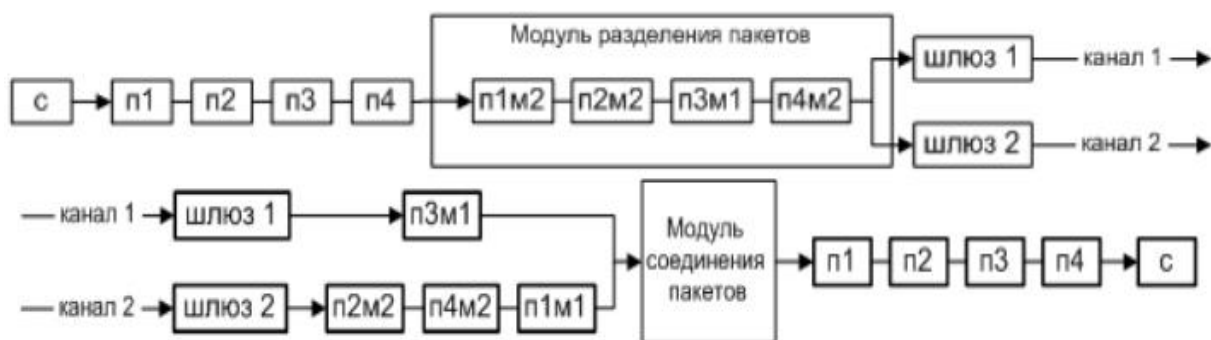 Модуль разделения пакетов
с п1 п2 п3 п4 п1м2 п2м2 п3м1 п4м2
шлюз 1 канал 1
шлюз 2 канал 2
канал 1 шлюз 1 п3м1
канал 2 шлюз 2 п2м2 п4м2 п1м1
Модуль
соединения
пакетов
п1 п2 п3 п4 с